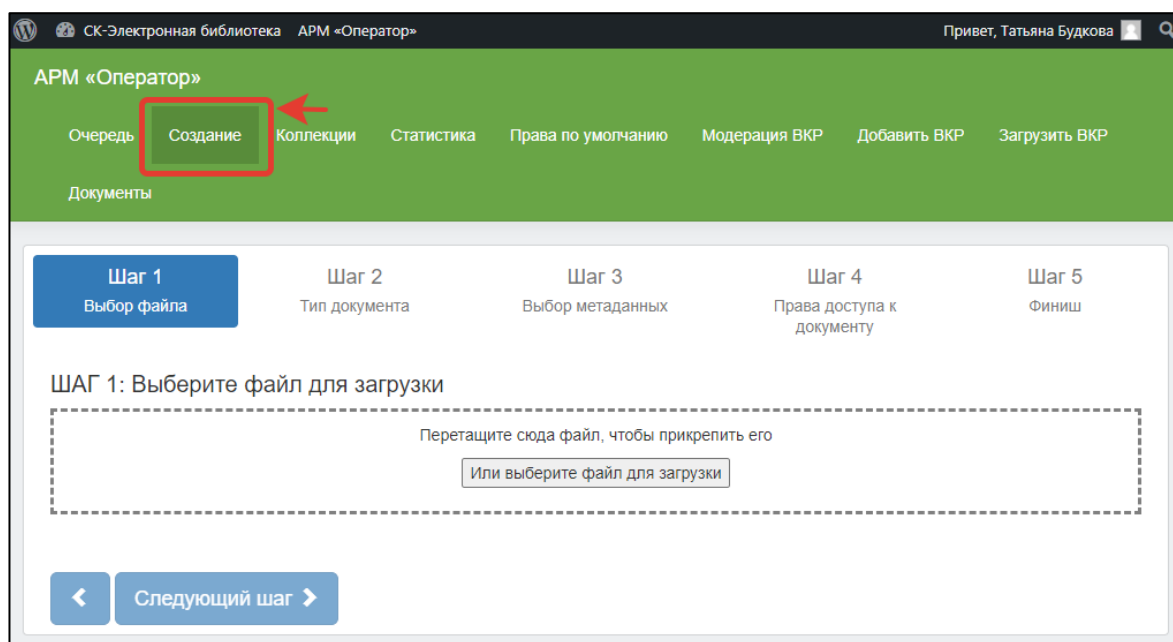 СК-Электронная библиотека АРМ «Оператор» Привет, Татьяна Будкова
АРМ «Оператор»
Очередь Создание Коллекции Статистика Права по умолчанию Модерация ВКР Добавить ВКР Загрузить ВКР
Документы
Шаг 1 Шаг 2 Шаг 3 Шаг 4 Шаг 5
Выбор файла Тип документа Выбор метаданных Права доступа к Финиш
документу
ШАГ 1: Выберите файл для загрузки
Перетащите сюда файл, чтобы прикрепить его
Или выберите файл для загрузки
Следующий шаг